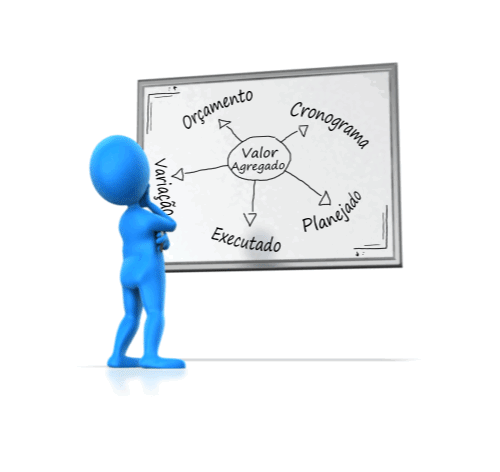 Orçamento
Cronograma
Valor
Agregado
Variação
Planejado
Executado